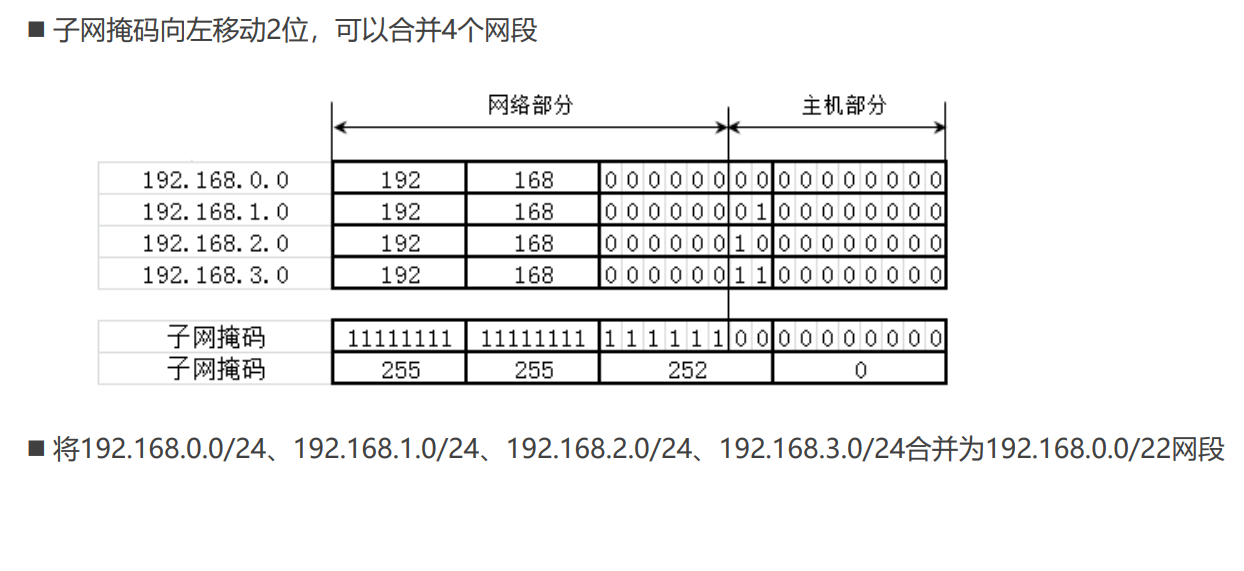 ■ 子网掩码向左移动2位，可以合并4个网段
网络部分 主机部分
192.168.0.0 192 168 0 0 0 0 0 0 0 0 0 0 0 0 0 0 0 0
192.168.1.0 192 168 0 0 0 0 0 0 0 1 0 0 0 0 0 0 0 0
192.168.2.0 192 168 0 0 0 0 0 0 1 0 0 0 0 0 0 0 0 0
192.168.3.0 192 168 0 0 0 0 0 0 1 1 0 0 0 0 0 0 0 0
子网掩码 11111111 11111111 1 1 1 1 1 1 0 0 0 0 0 0 0 0 0 0
子网掩码 255 255 252 0
■ 将192.168.0.0/24、192.168.1.0/24、192.168.2.0/24、192.168.3.0/24合并为192.168.0.0/22网段